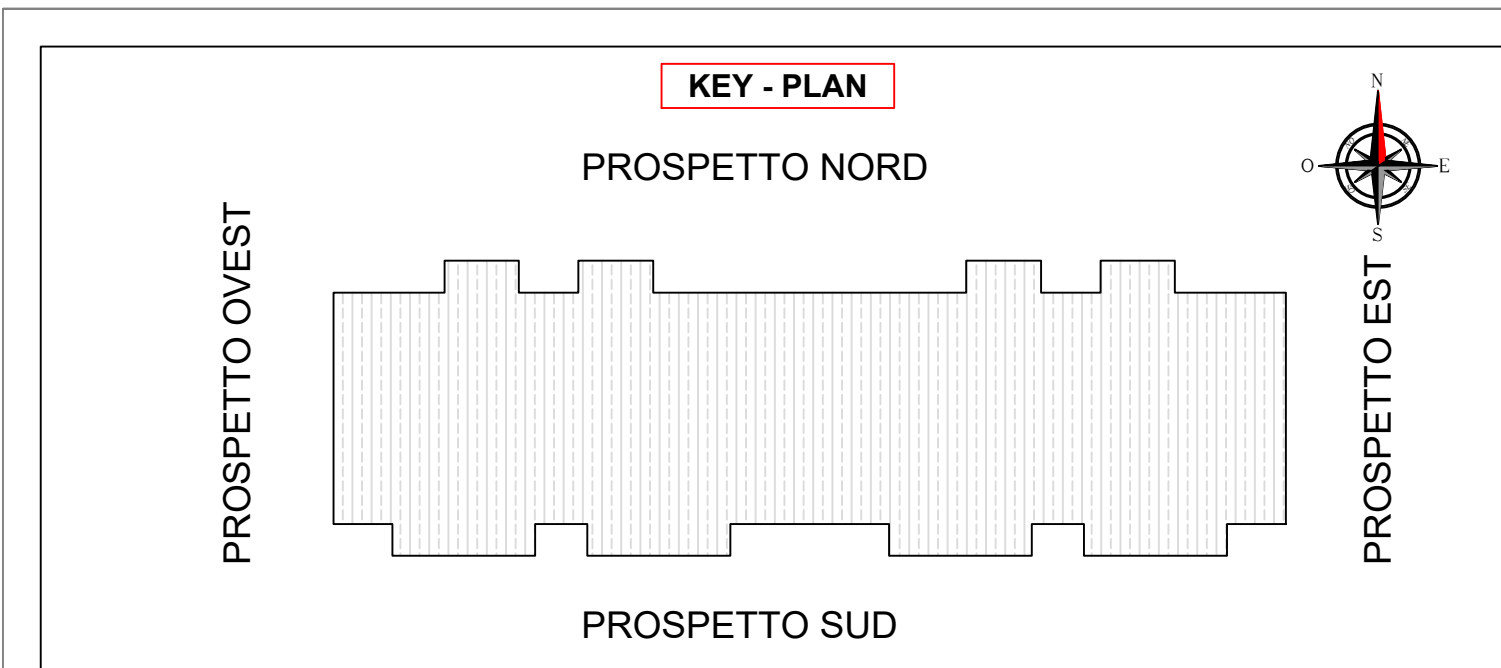 KEY - PLAN
N
PROSPETTO NORD
O
E
S
PROSPETTO OVEST
PROSPETTO EST
PROSPETTO SUD